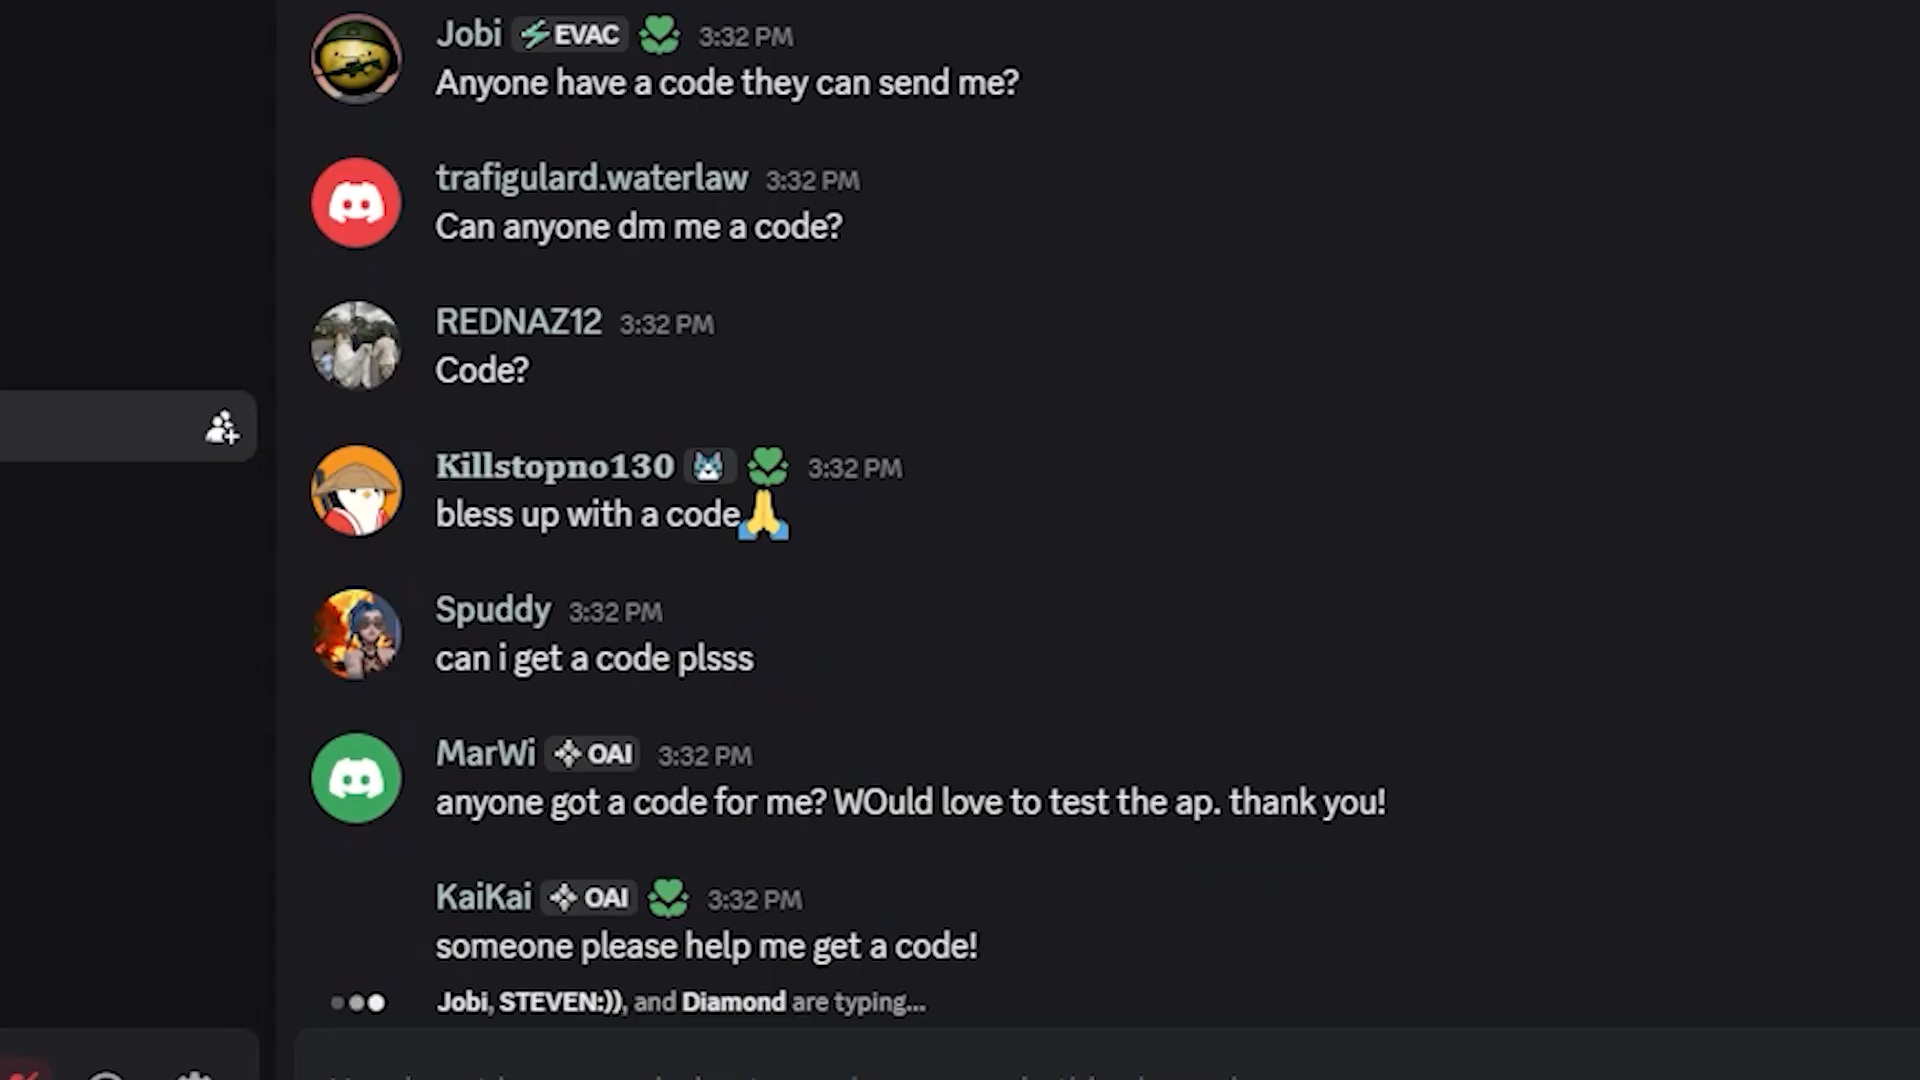 Jobi EVAC 3:32 PM
Anyone have a code they can send me?
trafigulard.waterlaw 3:32 PM
Can anyone dm me a code?
REDNAZ12 3:32 PM
Code?
Killstopno130 3:32 PM
bless up with a code🙏
Spuddy 3:32 PM
can i get a code plsss
MarWi OAI 3:32 PM
anyone got a code for me? WOuld love to test the ap. thank you!
KaiKai OAI 3:32 PM
someone please help me get a code!
Jobi, STEVEN:)), and Diamond are typing...